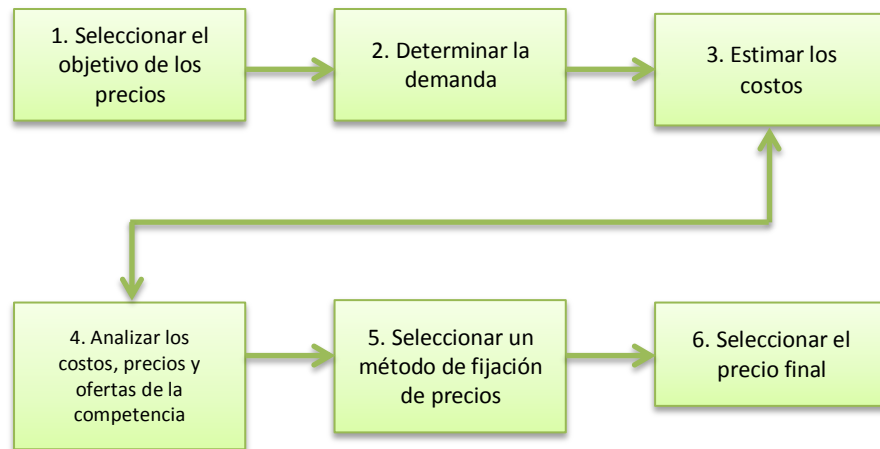 1. Seleccionar el
objetivo de los
precios
2. Determinar la
demanda
3. Estimar los
costos
4. Analizar los
costos, precios y
ofertas de la
competencia
5. Seleccionar un
método de fijación
de precios
6. Seleccionar el
precio final